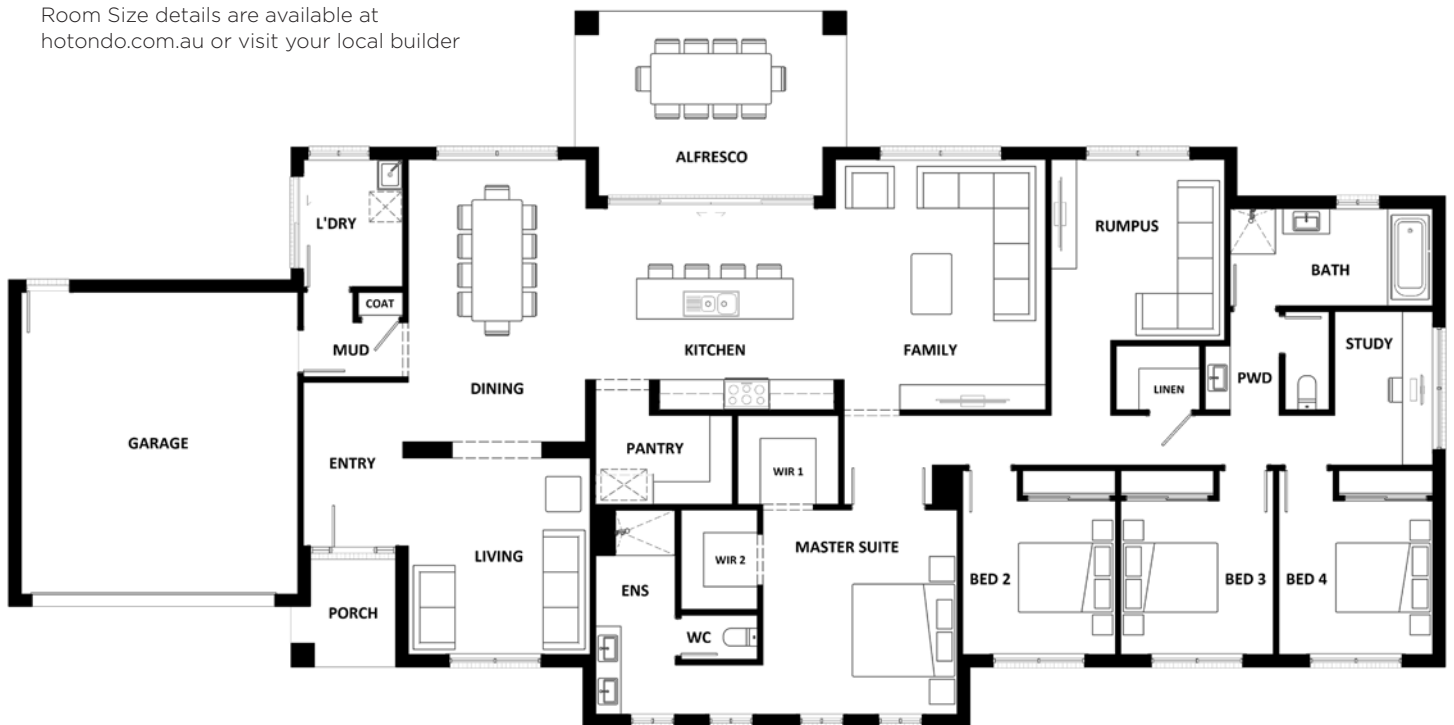 Room Size details are available at
hotondo.com.au or visit your local builder
ALFRESCO
L'DRY
RUMPUS
BATH
COAT
MUD
KITCHEN
FAMILY
STUDY
DINING
LINEN
PWD
GARAGE
ENTRY
PANTRY
WIR 1
LIVING
WIR 2
MASTER SUITE
ENS
BED 2
BED 3
BED 4
PORCH
WC